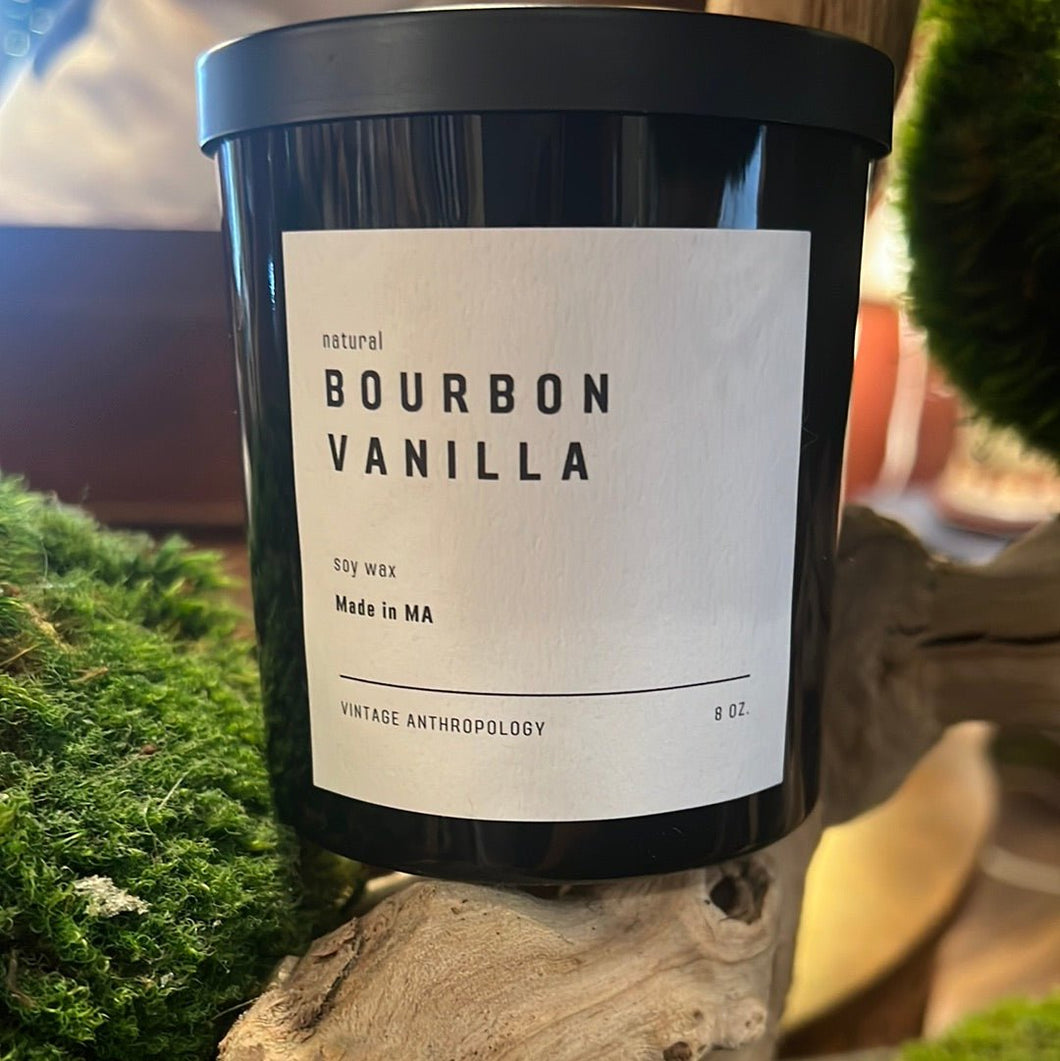 natural
BOURBON
VANILLA
soy wax
Made in MA
VINTAGE ANTHROPOLOGY 8 OZ.